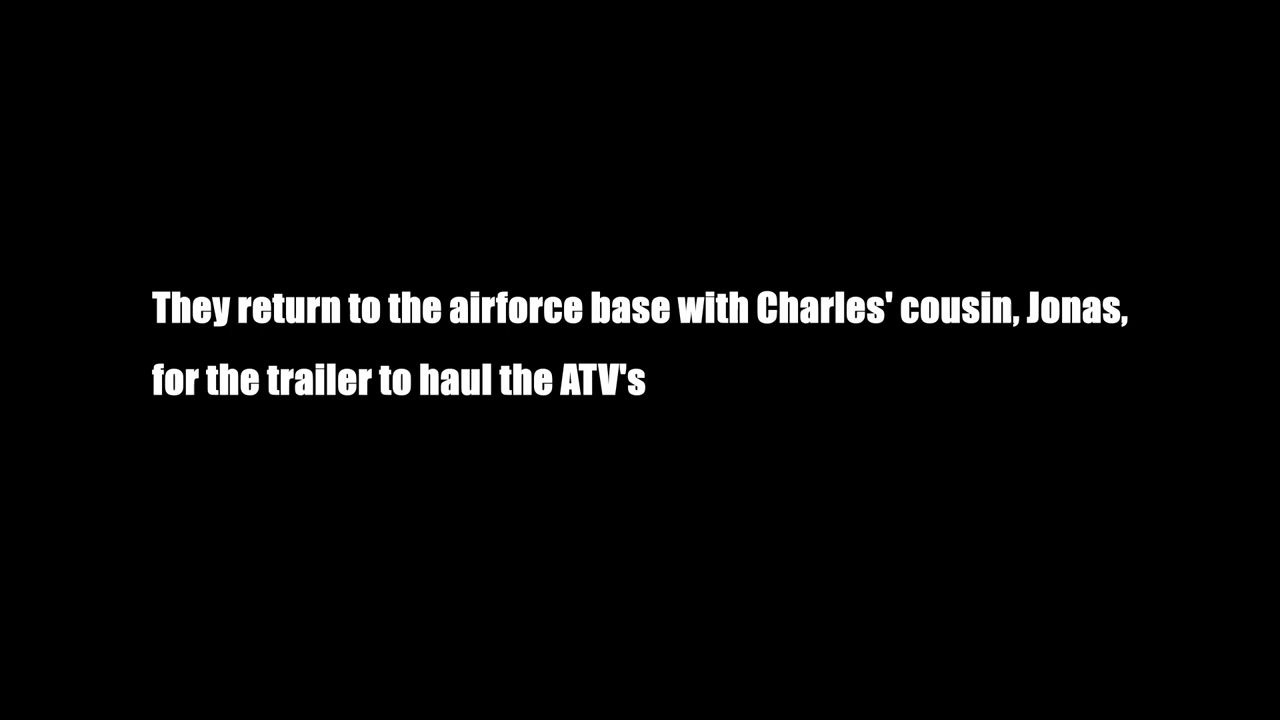 They return to the airforce base with Charles' cousin, Jonas,
for the trailer to haul the ATV's